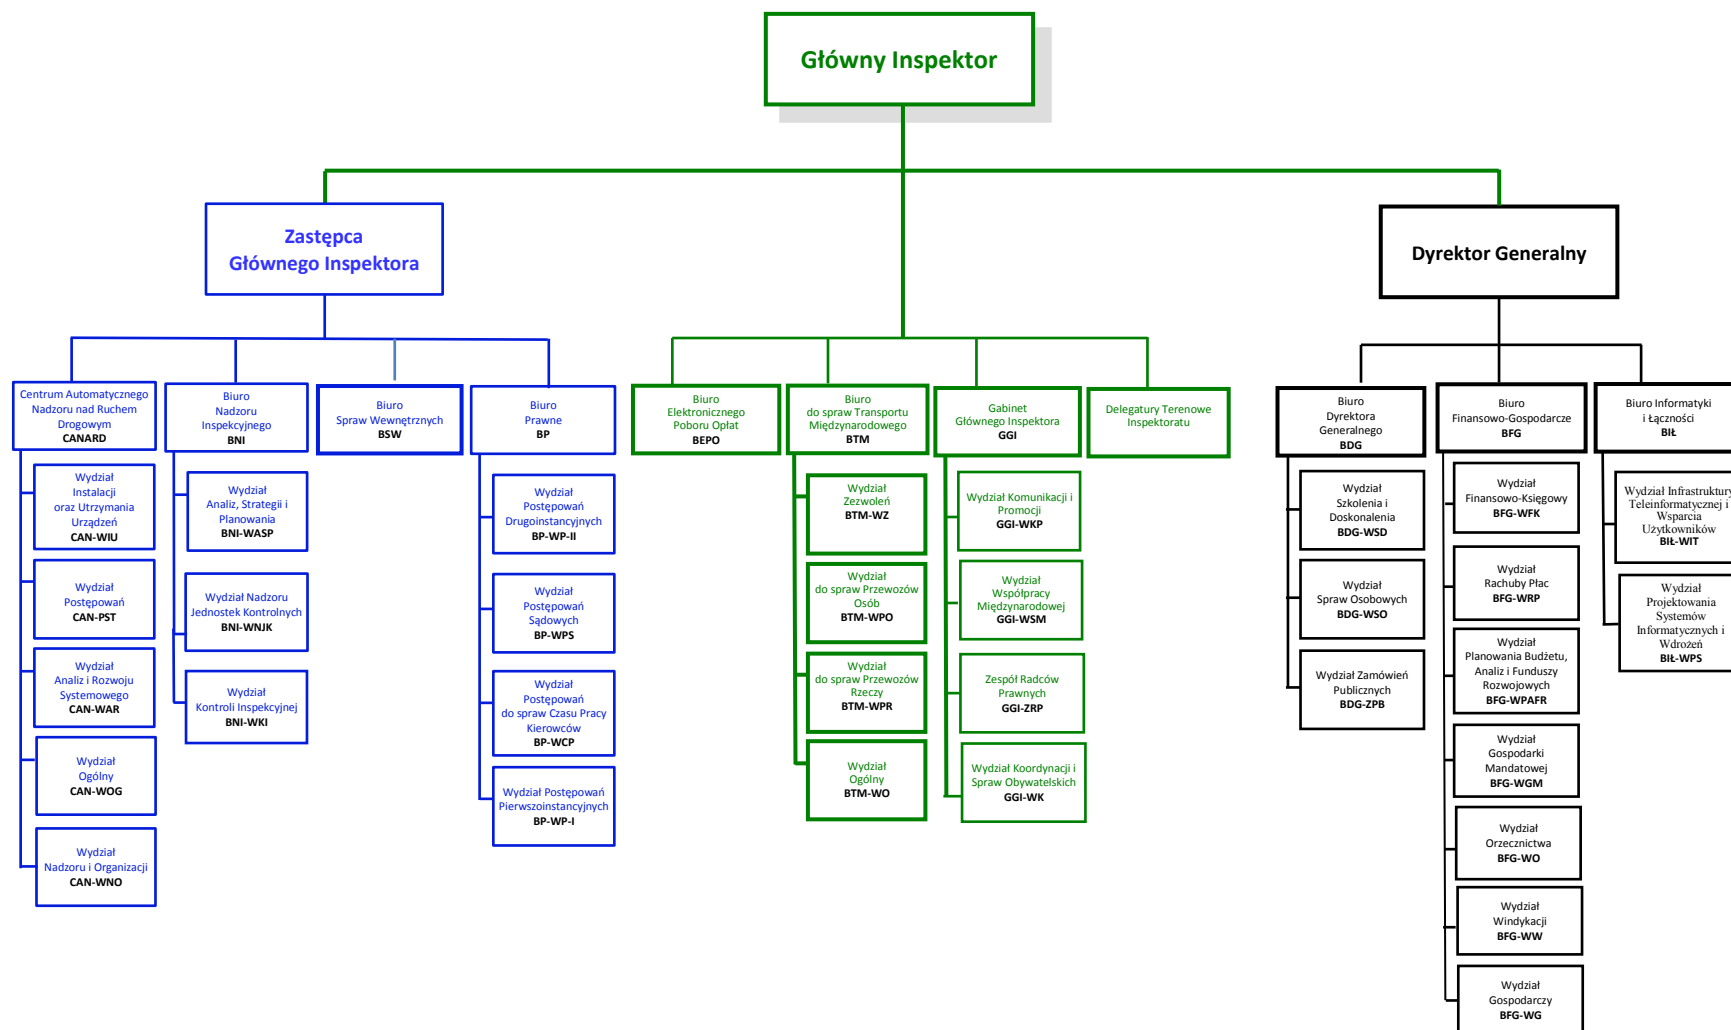 Główny Inspektor
Zastępca
Głównego Inspektora
Dyrektor Generalny
Centrum Automatycznego
Nadzoru nad Ruchem
Drogowym
CANARD
Biuro
Nadzoru
Inspekcyjnego
BNI
Biuro
Spraw Wewnętrznych
BSW
Biuro
Prawne
BP
Biuro
Elektronicznego
Poboru Opłat
BEPO
Biuro
do spraw Transportu
Międzynarodowego
BTM
Gabinet
Głównego Inspektora
GGI
Delegatury Terenowe
Inspektoratu
Biuro
Dyrektora
Generalnego
BDG
Biuro
Finansowo-Gospodarcze
BFG
Biuro Informatyki
i Łączności
BIŁ
Wydział
Instalacji
oraz Utrzymania
Urządzeń
CAN-WIU
Wydział
Postępowań
CAN-PST
Wydział
Analiz i Rozwoju
Systemowego
CAN-WAR
Wydział
Ogólny
CAN-WOG
Wydział
Nadzoru i Organizacji
CAN-WNO
Wydział
Analiz, Strategii i
Planowania
BNI-WASP
Wydział Nadzoru
Jednostek Kontrolnych
BNI-WNJK
Wydział
Kontroli Inspekcyjnej
BNI-WKI
Wydział
Postępowań
Drugoinstancyjnych
BP-WP-II
Wydział
Postępowań
Sądowych
BP-WPS
Wydział
Postępowań
do spraw Czasu Pracy
Kierowców
BP-WCP
Wydział Postępowań
Pierwszoinstancyjnych
BP-WP-I
Wydział
Zezwoleń
BTM-WZ
Wydział
do spraw Przewozów
Osób
BTM-WPO
Wydział
do spraw Przewozów
Rzeczy
BTM-WPR
Wydział
Ogólny
BTM-WO
Wydział Komunikacji i
Promocji
GGI-WKP
Wydział
Współpracy
Międzynarodowej
GGI-WSM
Zespół Radców
Prawnych
GGI-ZRP
Wydział Koordynacji i
Spraw Obywatelskich
GGI-WK
Wydział
Szkolenia i
Doskonalenia
BDG-WSD
Wydział
Spraw Osobowych
BDG-WSO
Wydział Zamówień
Publicznych
BDG-ZPB
Wydział
Finansowo-Księgowy
BFG-WFK
Wydział
Rachuby Płac
BFG-WRP
Wydział
Planowania Budżetu,
Analiz i Funduszy
Rozwojowych
BFG-WPAFR
Wydział
Gospodarki
Mandatowej
BFG-WGM
Wydział
Orzecznictwa
BFG-WO
Wydział
Windykacji
BFG-WW
Wydział
Gospodarczy
BFG-WG
Wydział Infrastruktury
Teleinformatycznej i
Wsparcia
Użytkowników
BIŁ-WIT
Wydział
Projektowania
Systemów
Informatycznych i
Wdrożeń
BIŁ-WPS